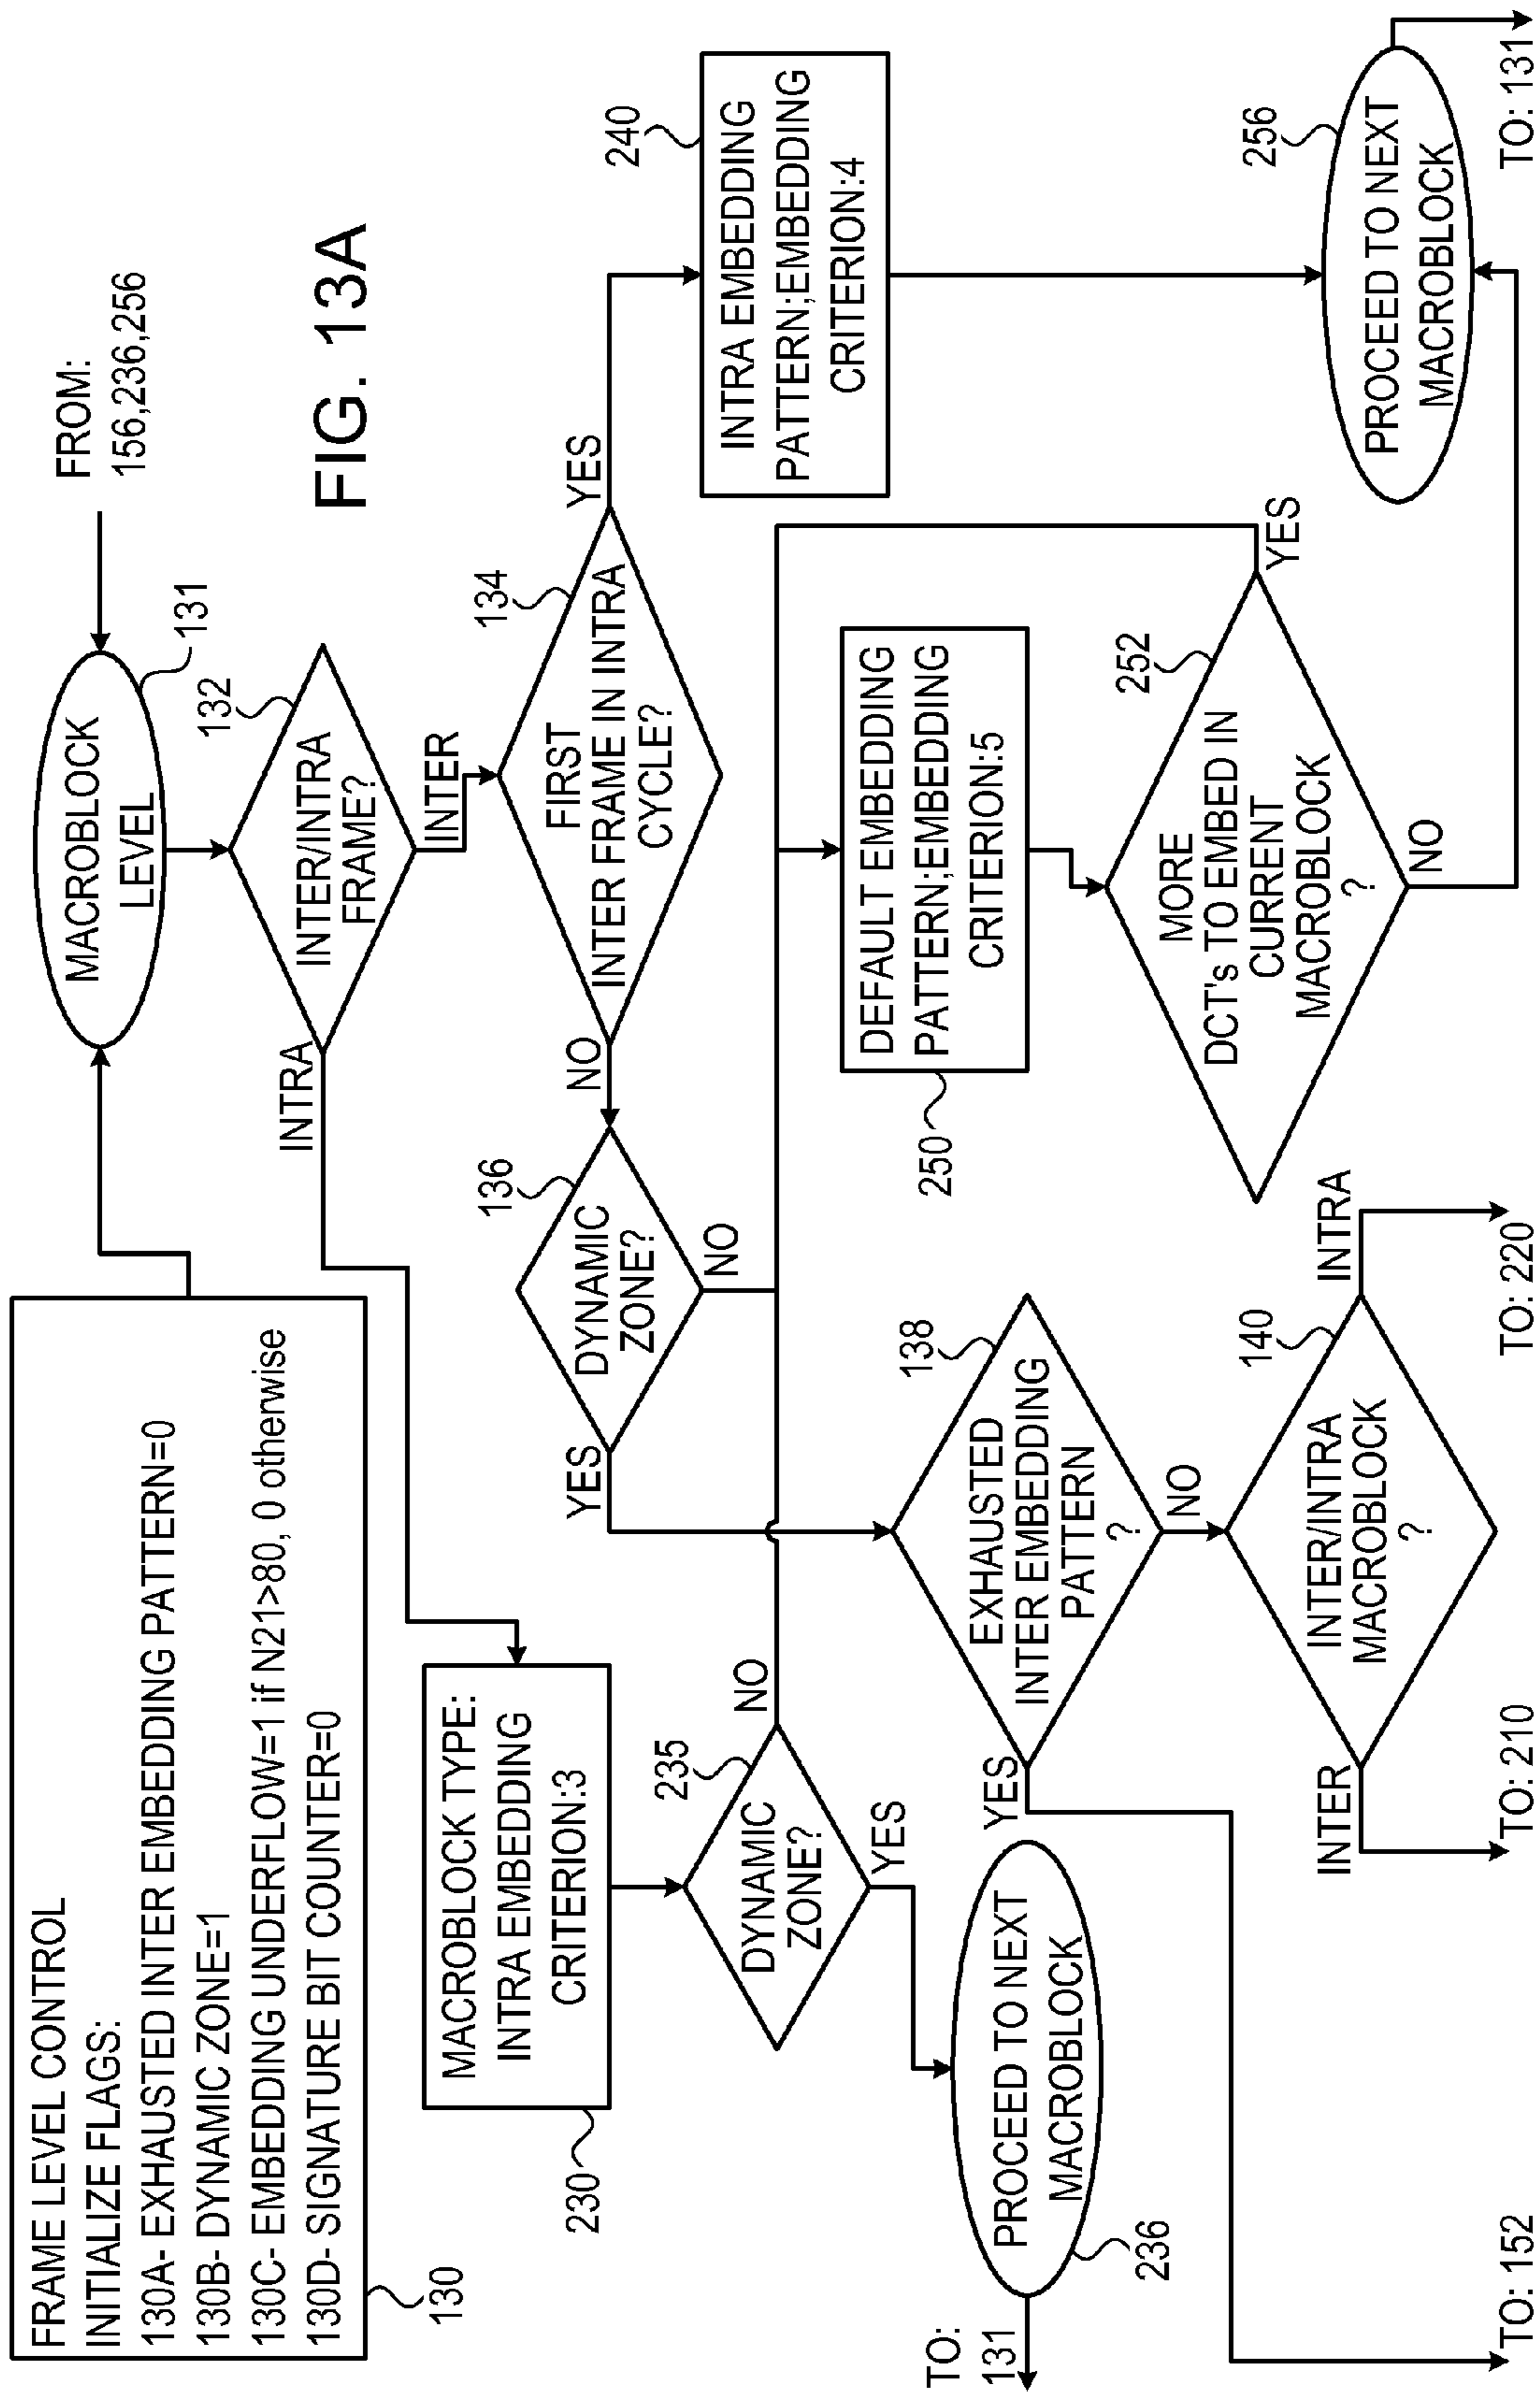 FRAME LEVEL CONTROL
INITIALIZE FLAGS:
130A- EXHAUSTED INTER EMBEDDING PATTERN=0
130B- DYNAMIC ZONE=1
130C- EMBEDDING UNDERFLOW=1 if N21>80, 0 otherwise
130D- SIGNATURE BIT COUNTER=0
130
FROM:
156,236,256
MACROBLOCK
LEVEL
131
FIG. 13A
132
INTER/INTRA
FRAME?
INTRA
INTER
134
FIRST
INTER FRAME IN INTRA
CYCLE?
YES
NO
136
DYNAMIC
ZONE?
YES
NO
240
INTRA EMBEDDING
PATTERN;EMBEDDING
CRITERION:4
MACROBLOCK TYPE:
INTRA EMBEDDING
CRITERION:3
230
235
DYNAMIC
ZONE?
NO
YES
DEFAULT EMBEDDING
PATTERN;EMBEDDING
CRITERION:5
250
138
EXHAUSTED
INTER EMBEDDING
PATTERN
?
YES
NO
252
MORE
DCT's TO EMBED IN
CURRENT
MACROBLOCK
?
YES
NO
PROCEED TO NEXT
MACROBLOCK
236
TO:
131
140
INTER/INTRA
MACROBLOCK
?
INTER
INTRA
256
PROCEED TO NEXT
MACROBLOCK
TO: 152
TO: 210
TO: 220
TO: 131